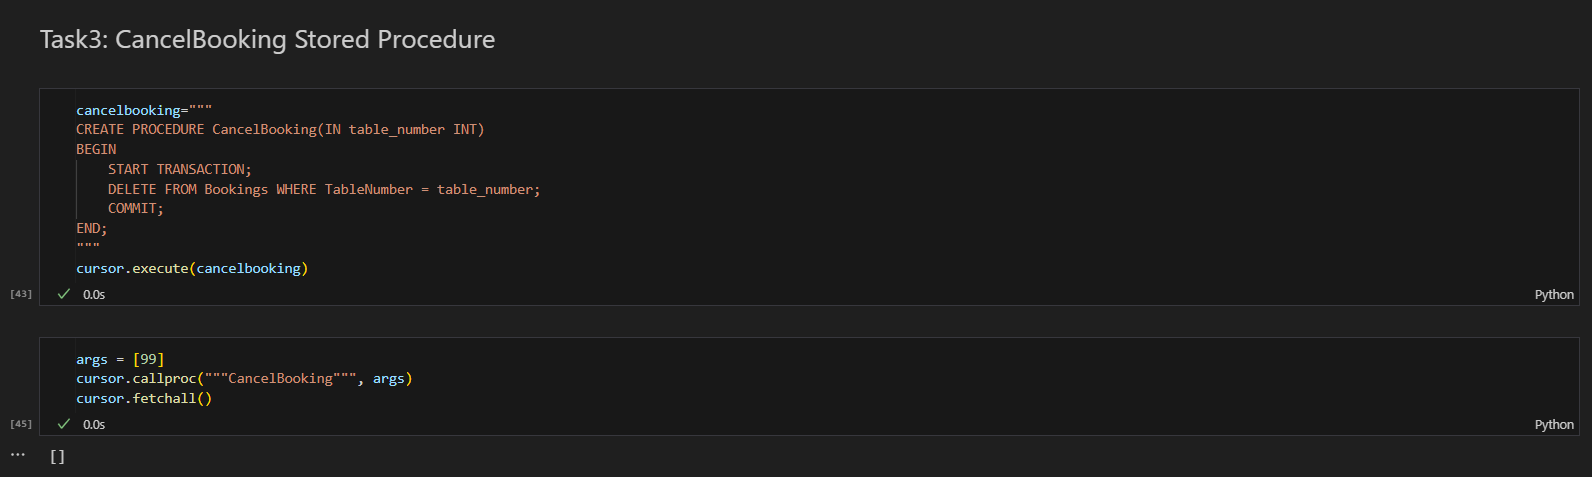 Task3: CancelBooking Stored Procedure
cancelbooking="""
CREATE PROCEDURE CancelBooking(IN table_number INT)
BEGIN
    START TRANSACTION;
    DELETE FROM Bookings WHERE TableNumber = table_number;
    COMMIT;
END;
"""
cursor.execute(cancelbooking)
[43] ✓ 0.0s Python
args = [99]
cursor.callproc("""CancelBooking""", args)
cursor.fetchall()
[45] ✓ 0.0s Python
... []